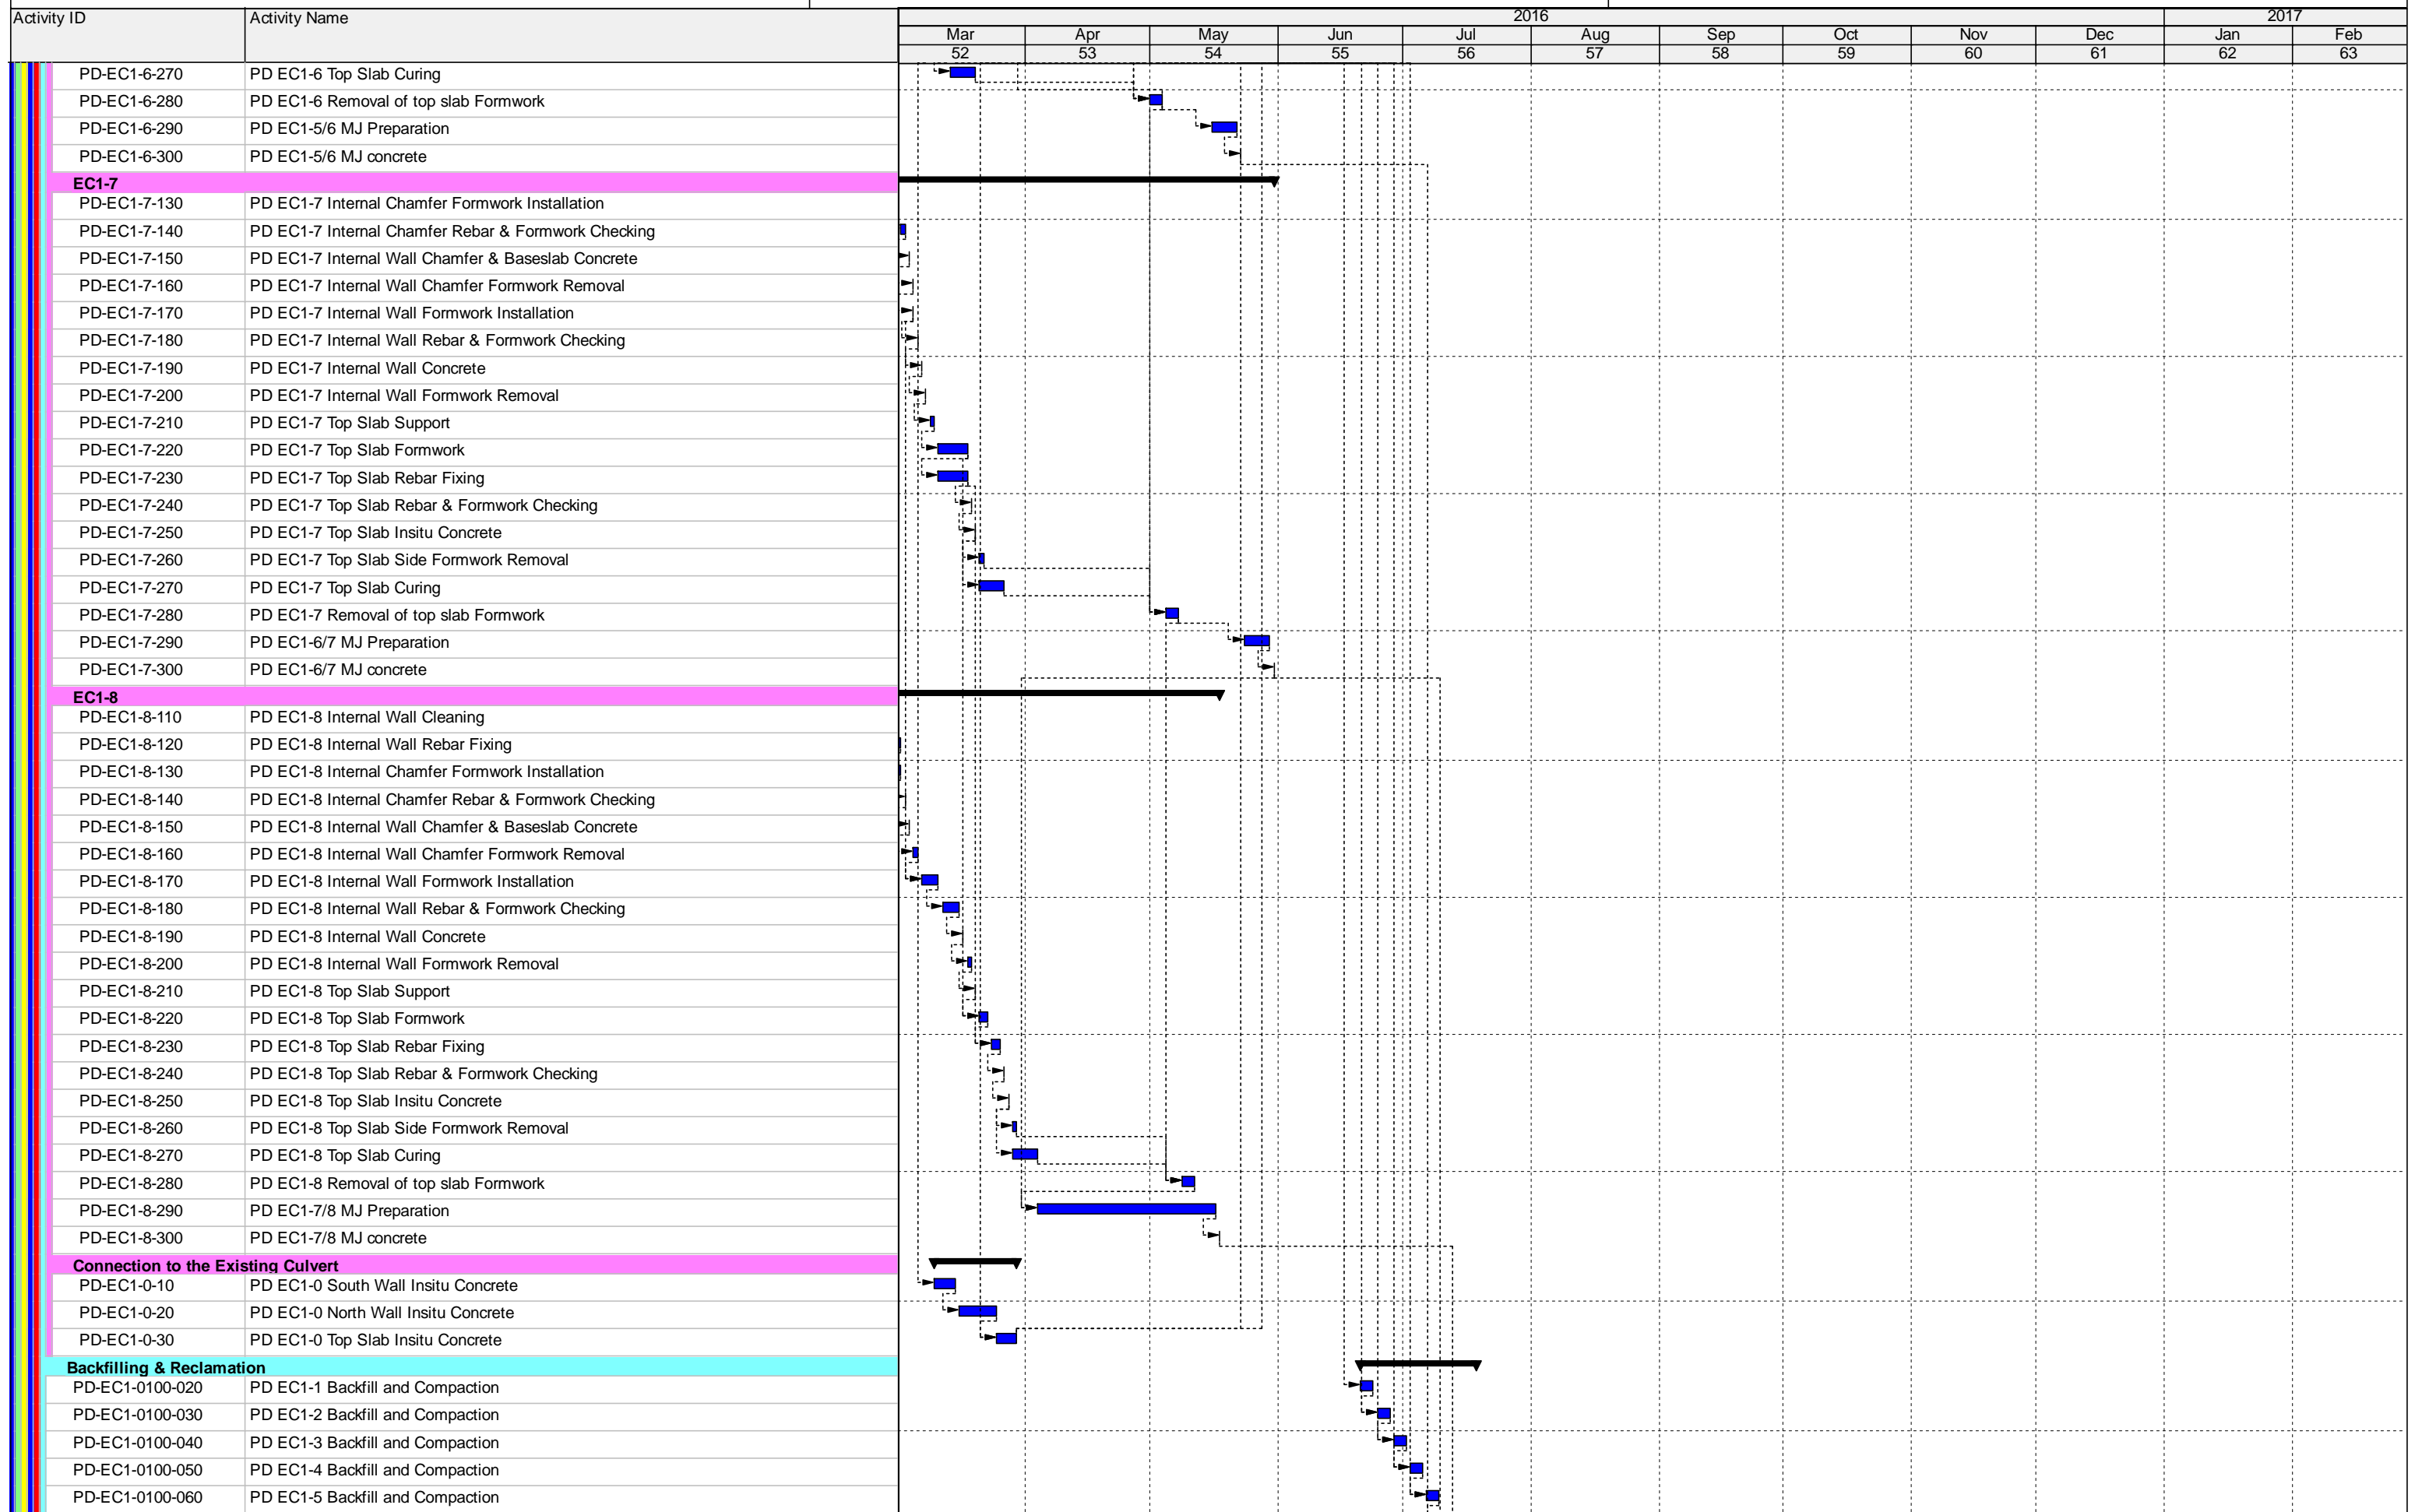 Activity ID Activity Name 2016 2017
Mar Apr May Jun Jul Aug Sep Oct Nov Dec Jan Feb
52 53 54 55 56 57 58 59 60 61 62 63
PD-EC1-6-270 PD EC1-6 Top Slab Curing
PD-EC1-6-280 PD EC1-6 Removal of top slab Formwork
PD-EC1-6-290 PD EC1-5/6 MJ Preparation
PD-EC1-6-300 PD EC1-5/6 MJ concrete
EC1-7
PD-EC1-7-130 PD EC1-7 Internal Chamfer Formwork Installation
PD-EC1-7-140 PD EC1-7 Internal Chamfer Rebar & Formwork Checking
PD-EC1-7-150 PD EC1-7 Internal Wall Chamfer & Baseslab Concrete
PD-EC1-7-160 PD EC1-7 Internal Wall Chamfer Formwork Removal
PD-EC1-7-170 PD EC1-7 Internal Wall Formwork Installation
PD-EC1-7-180 PD EC1-7 Internal Wall Rebar & Formwork Checking
PD-EC1-7-190 PD EC1-7 Internal Wall Concrete
PD-EC1-7-200 PD EC1-7 Internal Wall Formwork Removal
PD-EC1-7-210 PD EC1-7 Top Slab Support
PD-EC1-7-220 PD EC1-7 Top Slab Formwork
PD-EC1-7-230 PD EC1-7 Top Slab Rebar Fixing
PD-EC1-7-240 PD EC1-7 Top Slab Rebar & Formwork Checking
PD-EC1-7-250 PD EC1-7 Top Slab Insitu Concrete
PD-EC1-7-260 PD EC1-7 Top Slab Side Formwork Removal
PD-EC1-7-270 PD EC1-7 Top Slab Curing
PD-EC1-7-280 PD EC1-7 Removal of top slab Formwork
PD-EC1-7-290 PD EC1-6/7 MJ Preparation
PD-EC1-7-300 PD EC1-6/7 MJ concrete
EC1-8
PD-EC1-8-110 PD EC1-8 Internal Wall Cleaning
PD-EC1-8-120 PD EC1-8 Internal Wall Rebar Fixing
PD-EC1-8-130 PD EC1-8 Internal Chamfer Formwork Installation
PD-EC1-8-140 PD EC1-8 Internal Chamfer Rebar & Formwork Checking
PD-EC1-8-150 PD EC1-8 Internal Wall Chamfer & Baseslab Concrete
PD-EC1-8-160 PD EC1-8 Internal Wall Chamfer Formwork Removal
PD-EC1-8-170 PD EC1-8 Internal Wall Formwork Installation
PD-EC1-8-180 PD EC1-8 Internal Wall Rebar & Formwork Checking
PD-EC1-8-190 PD EC1-8 Internal Wall Concrete
PD-EC1-8-200 PD EC1-8 Internal Wall Formwork Removal
PD-EC1-8-210 PD EC1-8 Top Slab Support
PD-EC1-8-220 PD EC1-8 Top Slab Formwork
PD-EC1-8-230 PD EC1-8 Top Slab Rebar Fixing
PD-EC1-8-240 PD EC1-8 Top Slab Rebar & Formwork Checking
PD-EC1-8-250 PD EC1-8 Top Slab Insitu Concrete
PD-EC1-8-260 PD EC1-8 Top Slab Side Formwork Removal
PD-EC1-8-270 PD EC1-8 Top Slab Curing
PD-EC1-8-280 PD EC1-8 Removal of top slab Formwork
PD-EC1-8-290 PD EC1-7/8 MJ Preparation
PD-EC1-8-300 PD EC1-7/8 MJ concrete
Connection to the Existing Culvert
PD-EC1-0-10 PD EC1-0 South Wall Insitu Concrete
PD-EC1-0-20 PD EC1-0 North Wall Insitu Concrete
PD-EC1-0-30 PD EC1-0 Top Slab Insitu Concrete
Backfilling & Reclamation
PD-EC1-0100-020 PD EC1-1 Backfill and Compaction
PD-EC1-0100-030 PD EC1-2 Backfill and Compaction
PD-EC1-0100-040 PD EC1-3 Backfill and Compaction
PD-EC1-0100-050 PD EC1-4 Backfill and Compaction
PD-EC1-0100-060 PD EC1-5 Backfill and Compaction